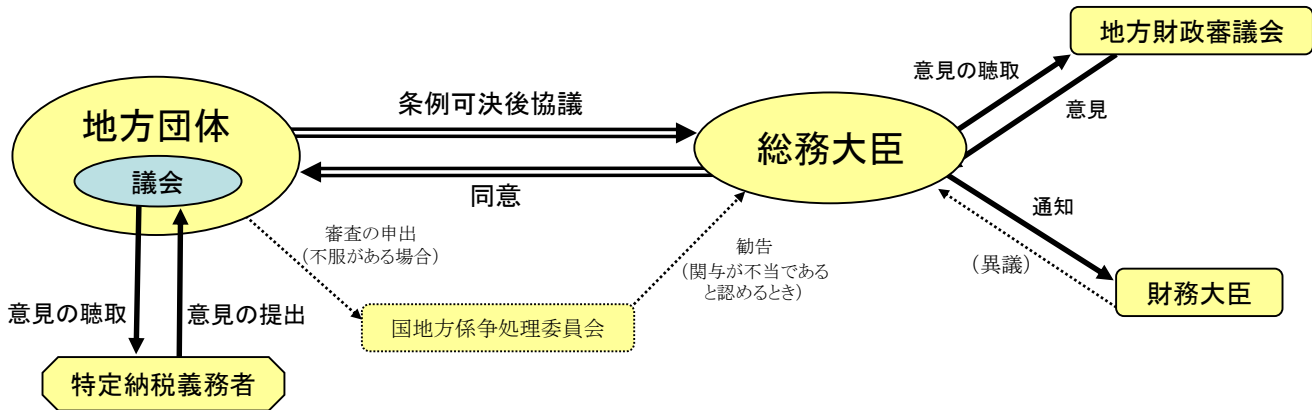 地方財政審議会
意見の聴取
意見
条例可決後協議
地方団体
総務大臣
議会
同意
通知
審査の申出
(不服がある場合)
勧告
(関与が不当である
と認めるとき)
(異議)
財務大臣
意見の聴取
意見の提出
国地方係争処理委員会
特定納税義務者